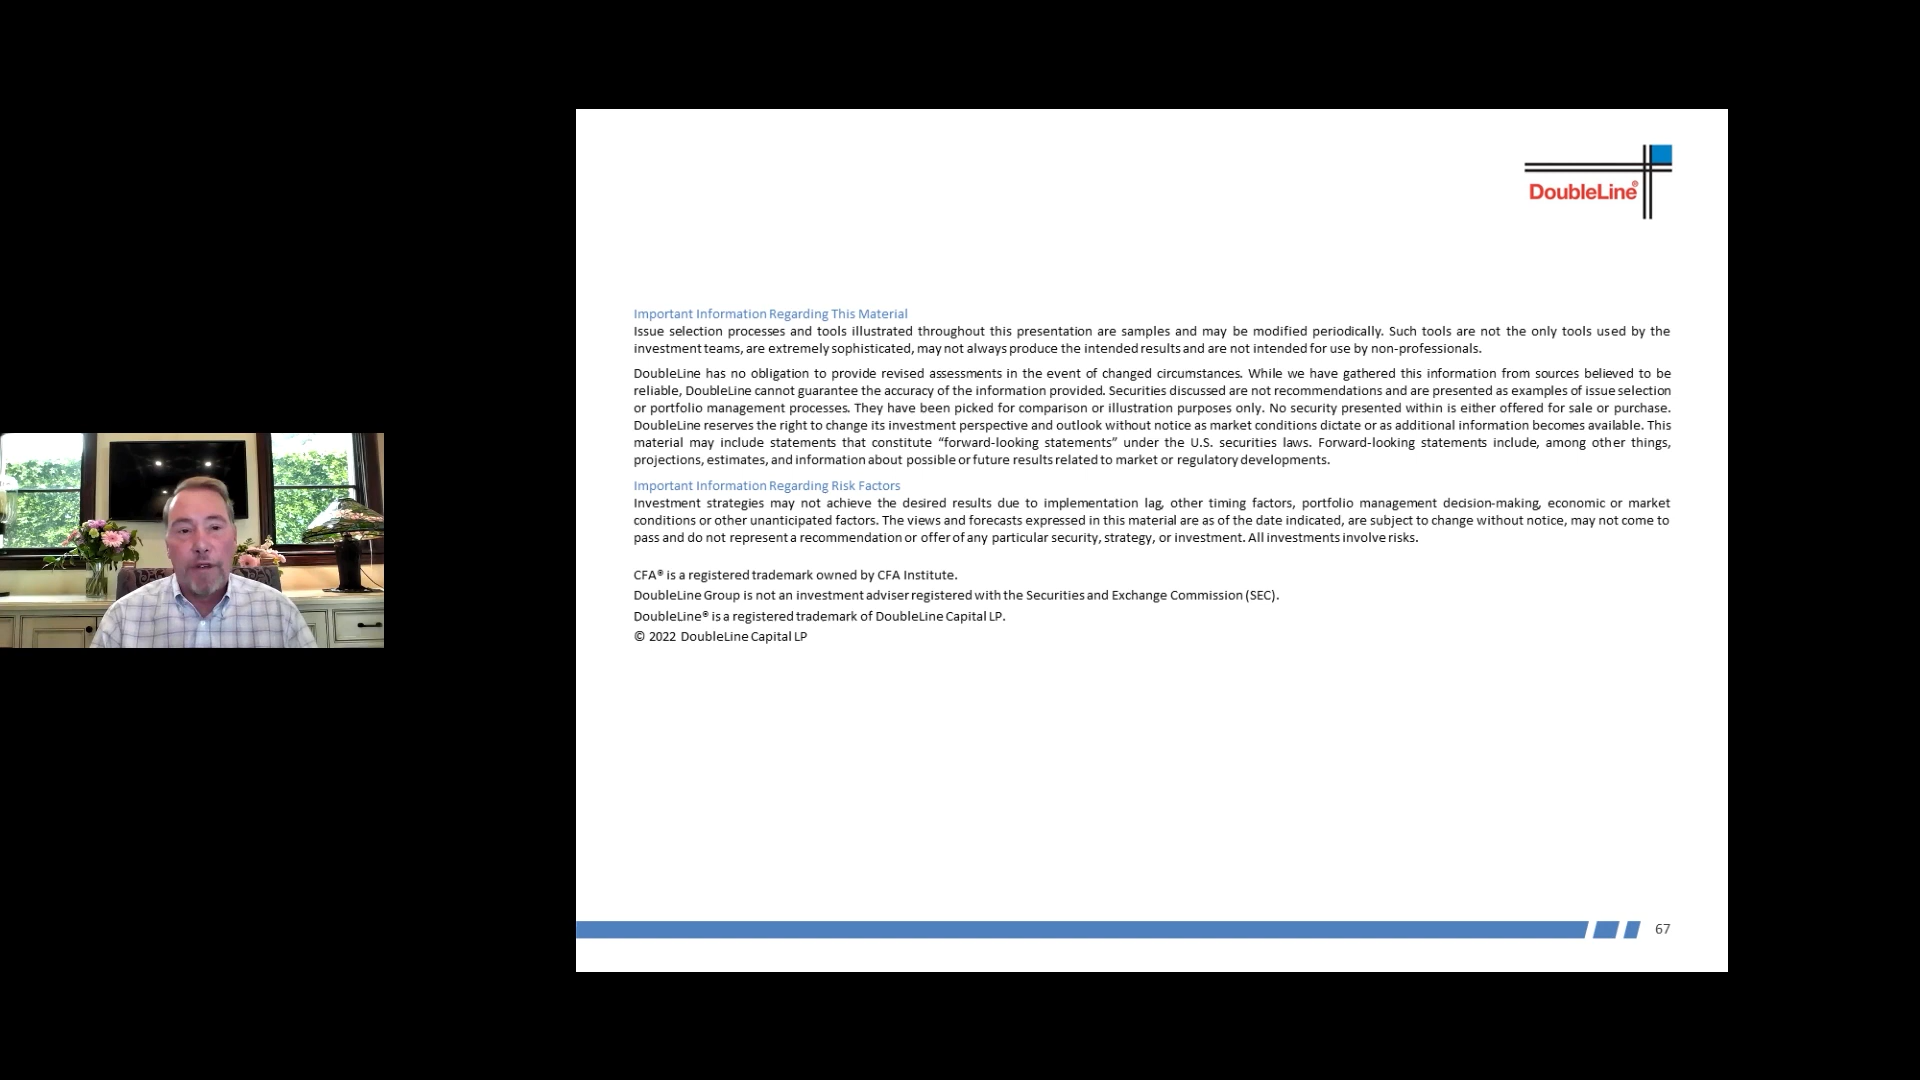 DoubleLine®
Important Information Regarding This Material
Issue selection processes and tools illustrated throughout this presentation are samples and may be modified periodically. Such tools are not the only tools used by the
investment teams, are extremely sophisticated, may not always produce the intended results and are not intended for use by non-professionals.
DoubleLine has no obligation to provide revised assessments in the event of changed circumstances. While we have gathered this information from sources believed to be
reliable, DoubleLine cannot guarantee the accuracy of the information provided. Securities discussed are not recommendations and are presented as examples of issue selection
or portfolio management processes. They have been picked for comparison or illustration purposes only. No security presented within is either offered for sale or purchase.
DoubleLine reserves the right to change its investment perspective and outlook without notice as market conditions dictate or as additional information becomes available. This
material may include statements that constitute “forward-looking statements” under the U.S. securities laws. Forward-looking statements include, among other things,
projections, estimates, and information about possible or future results related to market or regulatory developments.
Important Information Regarding Risk Factors
Investment strategies may not achieve the desired results due to implementation lag, other timing factors, portfolio management decision-making, economic or market
conditions or other unanticipated factors. The views and forecasts expressed in this material are as of the date indicated, are subject to change without notice, may not come to
pass and do not represent a recommendation or offer of any particular security, strategy, or investment. All investments involve risks.
CFA® is a registered trademark owned by CFA Institute.
DoubleLine Group is not an investment adviser registered with the Securities and Exchange Commission (SEC).
DoubleLine® is a registered trademark of DoubleLine Capital LP.
© 2022 DoubleLine Capital LP
67